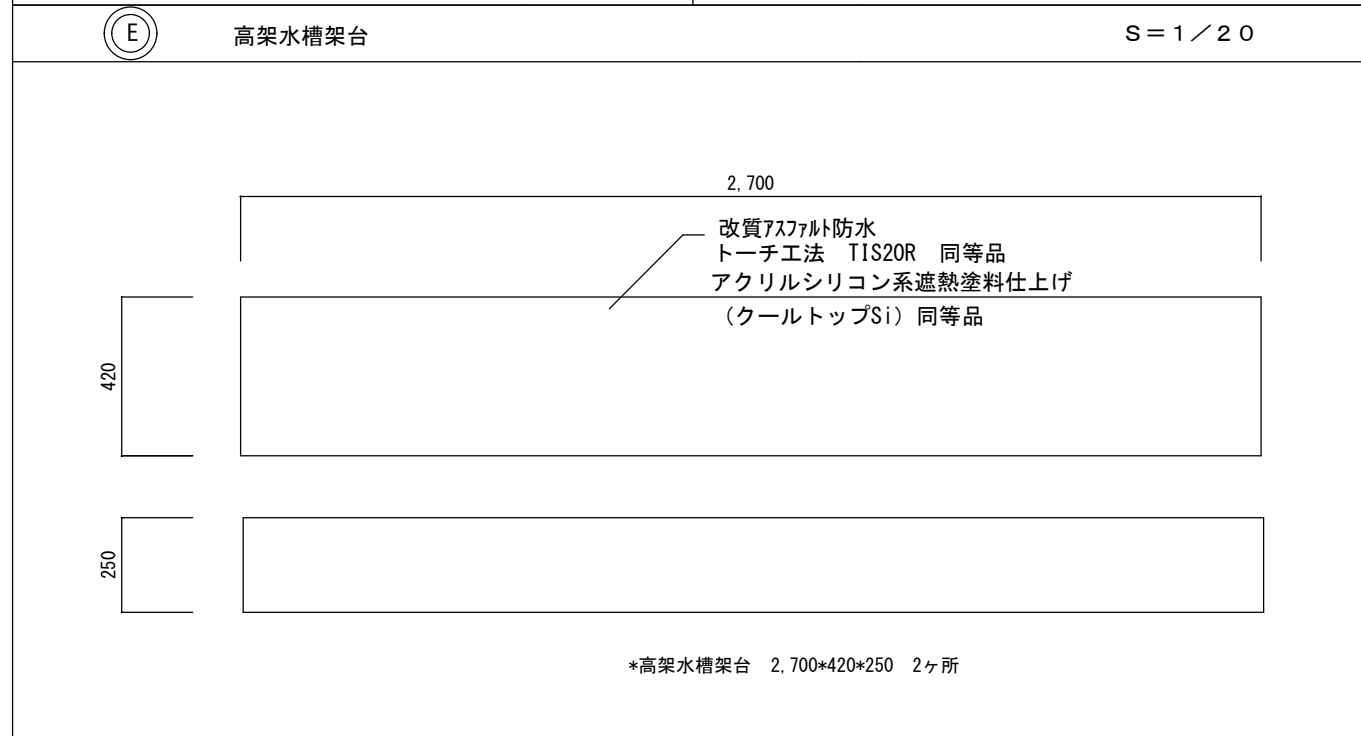 E 高架水槽架台 S=1/20
2,700
改質ｱｽﾌｧﾙﾄ防水
トーチ工法 TIS20R 同等品
アクリルシリコン系遮熱塗料仕上げ
（クールトップSi）同等品
420
250
*高架水槽架台 2,700*420*250 2ヶ所